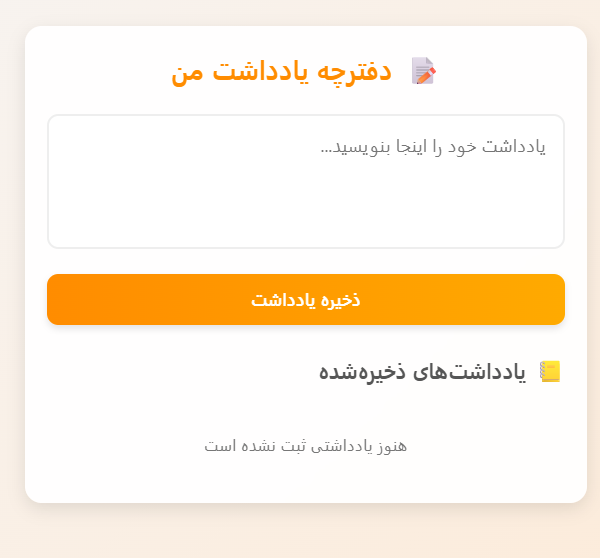 📝 دفترچه یادداشت من
یادداشت خود را اینجا بنویسید...
ذخیره یادداشت
📒 یادداشت‌های ذخیره‌شده
هنوز یادداشتی ثبت نشده است